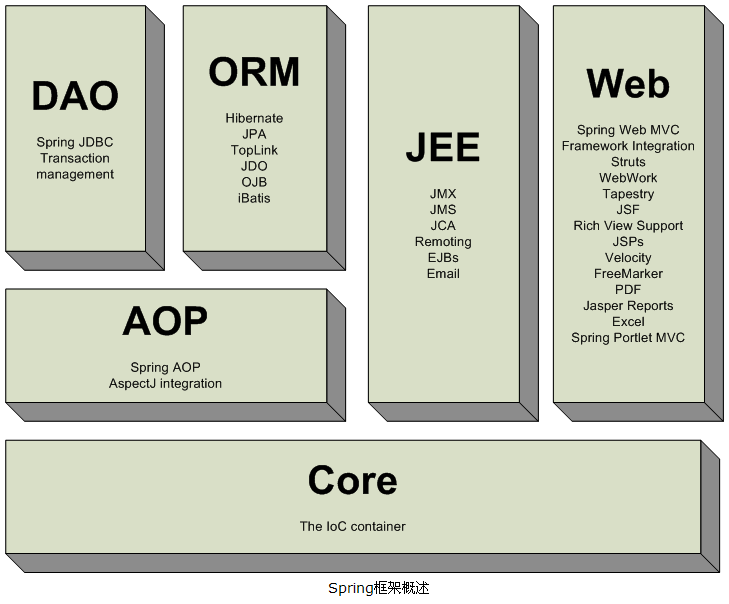 DAO
Spring JDBC
Transaction
management
ORM
Hibernate
JPA
TopLink
JDO
OJB
iBatis
JEE
JMX
JMS
JCA
Remoting
EJBs
Email
Web
Spring Web MVC
Framework Integration
Struts
WebWork
Tapestry
JSF
Rich View Support
JSPs
Velocity
FreeMarker
PDF
Jasper Reports
Excel
Spring Portlet MVC
AOP
Spring AOP
AspectJ integration
Core
The IoC container
Spring框架概述